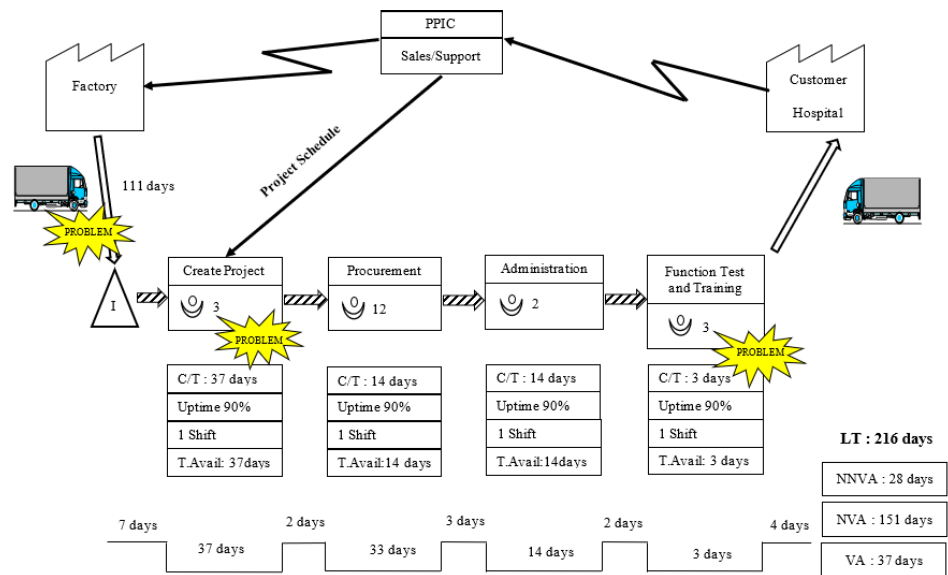 PPIC
Sales/Support
Factory
Customer
Hospital
Project Schedule
111 days
PROBLEM
I
Create Project
3
PROBLEM
Procurement
12
Administration
2
Function Test
and Training
3
PROBLEM
C/T : 37 days
Uptime 90%
1 Shift
T.Avail: 37days
C/T : 14 days
Uptime 90%
1 Shift
T.Avail:14 days
C/T : 14 days
Uptime 90%
1 Shift
T.Avail:14days
C/T : 3 days
Uptime 90%
1 Shift
T.Avail: 3 days
LT : 216 days
NNVA : 28 days
NVA : 151 days
VA : 37 days
7 days
37 days
2 days
33 days
3 days
14 days
2 days
3 days
4 days